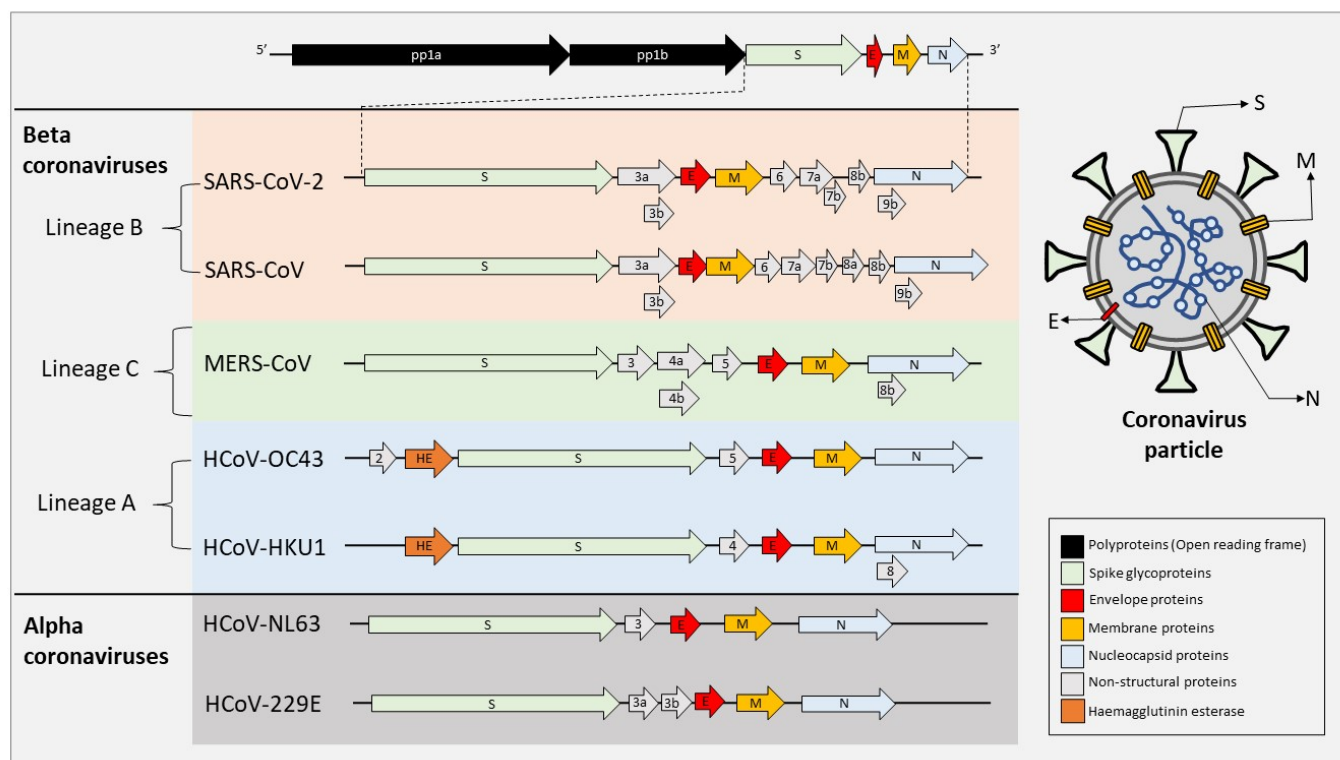 5’ pp1a pp1b S E M N 3’
Beta
coronaviruses
Lineage B
SARS-CoV-2
S 3a E M 6 7a 8b N
3b 7b 9b
SARS-CoV
S 3a E M 6 7a 7b 8a 8b N
3b 9b
Lineage C
MERS-CoV
S 3 4a 5 E M N
4b 8b
Lineage A
HCoV-OC43
2 HE S 5 E M N
HCoV-HKU1
HE S 4 E M N
8
Alpha
coronaviruses
HCoV-NL63
S 3 E M N
HCoV-229E
S 3a 3b E M N
S
M
E
N
Coronavirus
particle
Polyproteins (Open reading frame)
Spike glycoproteins
Envelope proteins
Membrane proteins
Nucleocapsid proteins
Non-structural proteins
Haemagglutinin esterase